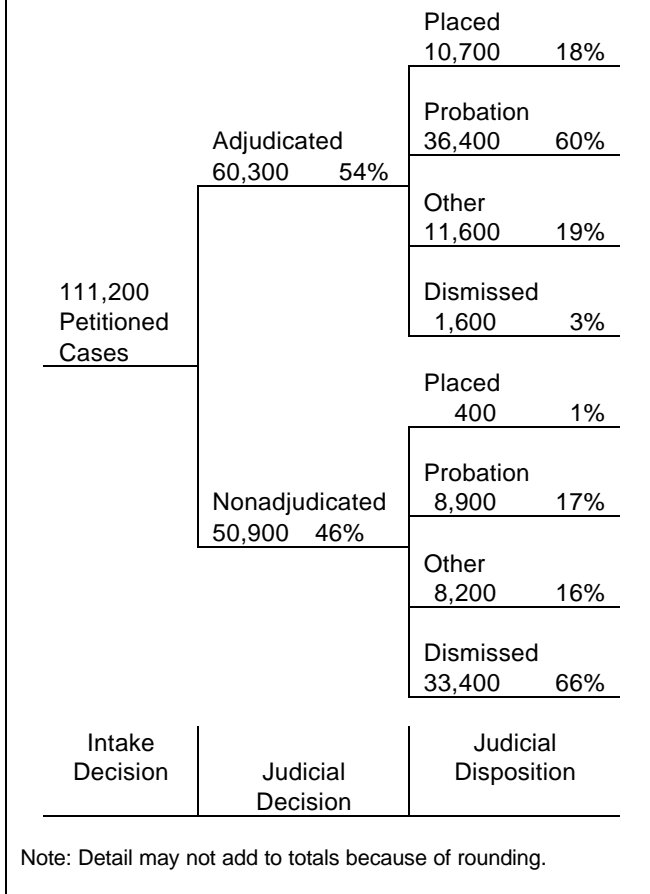 Placed
10,700 18%
Probation
36,400 60%
Adjudicated
60,300 54%
Other
11,600 19%
Dismissed
1,600 3%
111,200
Petitioned
Cases
Placed
400 1%
Probation
8,900 17%
Nonadjudicated
50,900 46%
Other
8,200 16%
Dismissed
33,400 66%
Intake
Decision
Judicial
Decision
Judicial
Disposition
Note: Detail may not add to totals because of rounding.